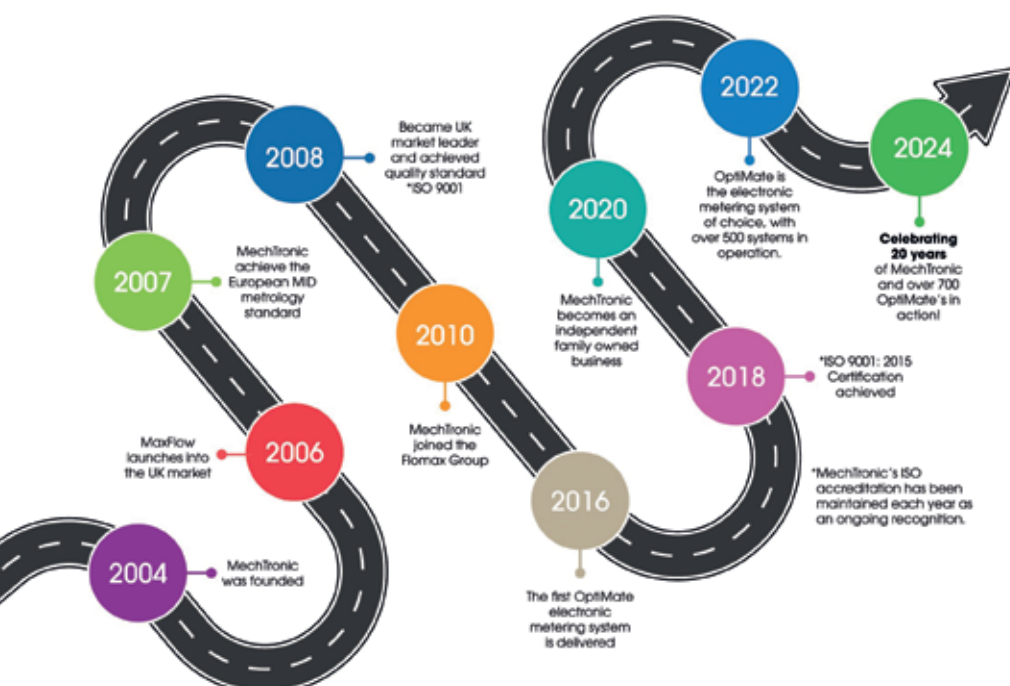 2004
MechTronic
was founded
2006
MaxFlow
launches into
the UK market
2007
MechTronic
achieve the
European MID
metrology
standard
2008
Became UK
market leader
and achieved
quality standard
*ISO 9001
2010
MechTronic
joined the
Flomax Group
2016
The first OptiMate
electronic
metering system
is delivered
2018
*ISO 9001: 2015
Certification
achieved
*MechTronic's ISO
accreditation has been
maintained each year as
an ongoing recognition.
2020
MechTronic
becomes an
independent
family owned
business
2022
OptiMate is
the electronic
metering system
of choice, with
over 500 systems in
operation.
2024
Celebrating
20 years
of MechTronic
and over 700
OptiMate's in
action!